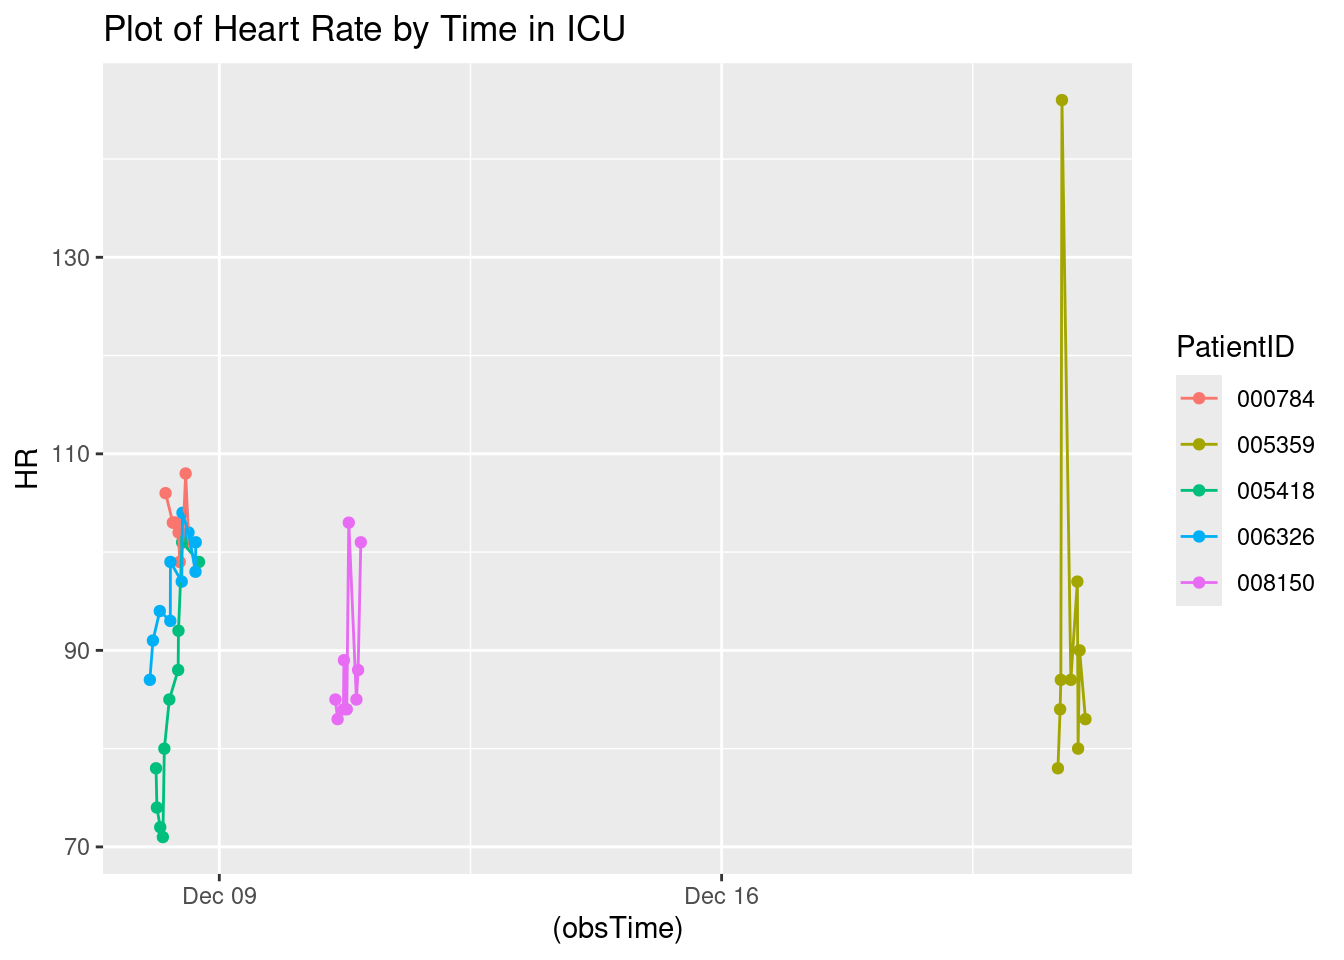 Plot of Heart Rate by Time in ICU
HR
130
110
90
70
Dec 09
Dec 16
(obsTime)
PatientID
000784
005359
005418
006326
008150